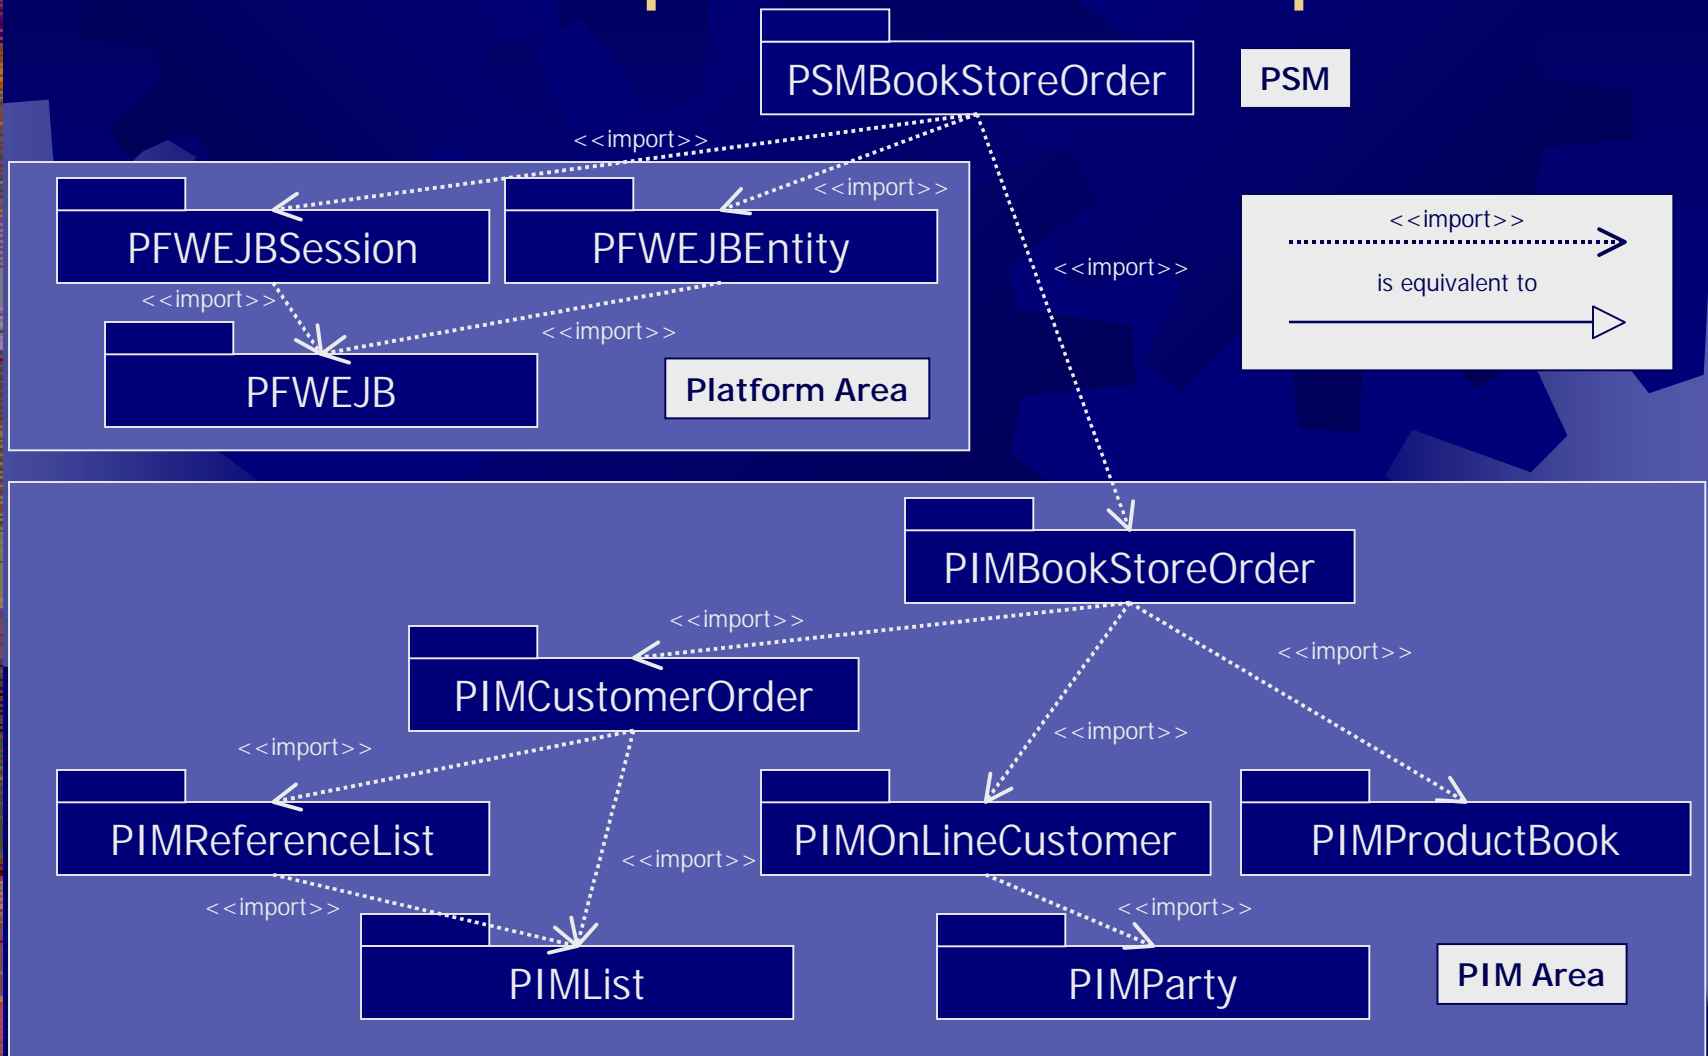 PSMBookStoreOrder
PSM
<<import>>
<<import>>
PFWEJBSession
PFWEJBEntity
<<import>>
is equivalent to
<<import>>
<<import>>
<<import>>
PFWEJB
Platform Area
PIMBookStoreOrder
<<import>>
<<import>>
PIMCustomerOrder
<<import>>
<<import>>
PIMReferenceList
<<import>>
PIMOnLineCustomer
PIMProductBook
<<import>>
<<import>>
PIMList
PIMParty
PIM Area